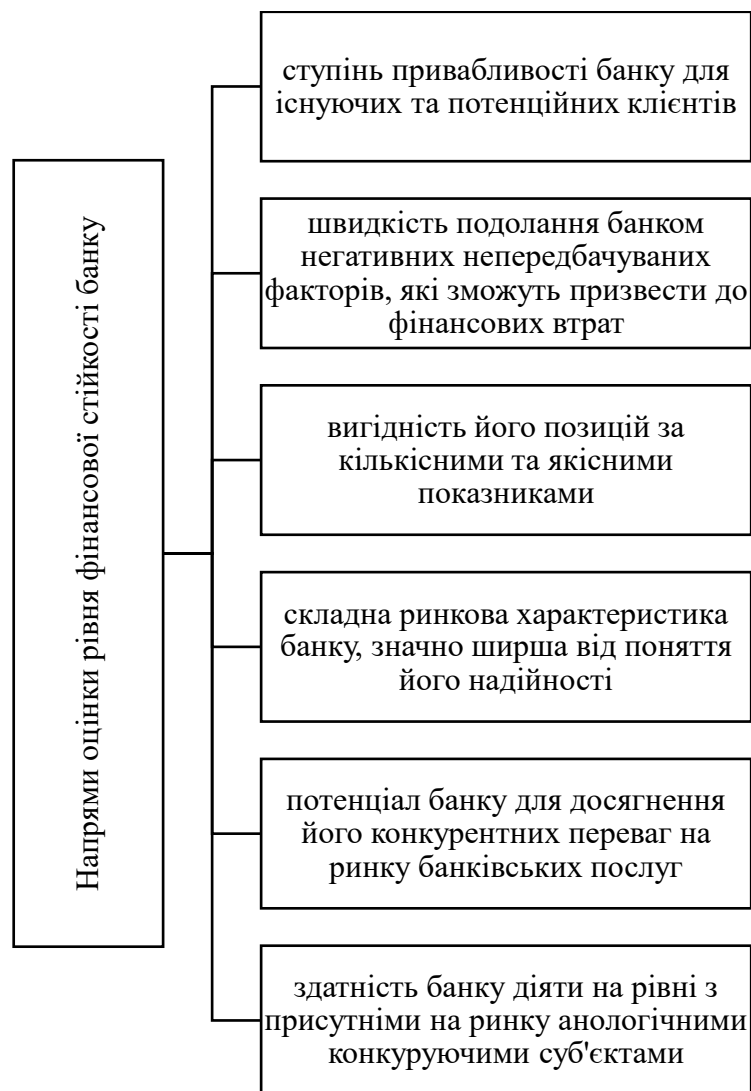 Напрями оцінки рівня фінансової стійкості банку
ступінь привабливості банку для
існуючих та потенційних клієнтів
швидкість подолання банком
негативних непередбачуваних
факторів, які зможуть призвести до
фінансових втрат
вигідність його позицій за
кількісними та якісними
показниками
складна ринкова характеристика
банку, значно ширша від поняття
його надійності
потенціал банку для досягнення
його конкурентних переваг на
ринку банківських послуг
здатність банку діяти на рівні з
присутніми на ринку анологічними
конкуруючими суб'єктами